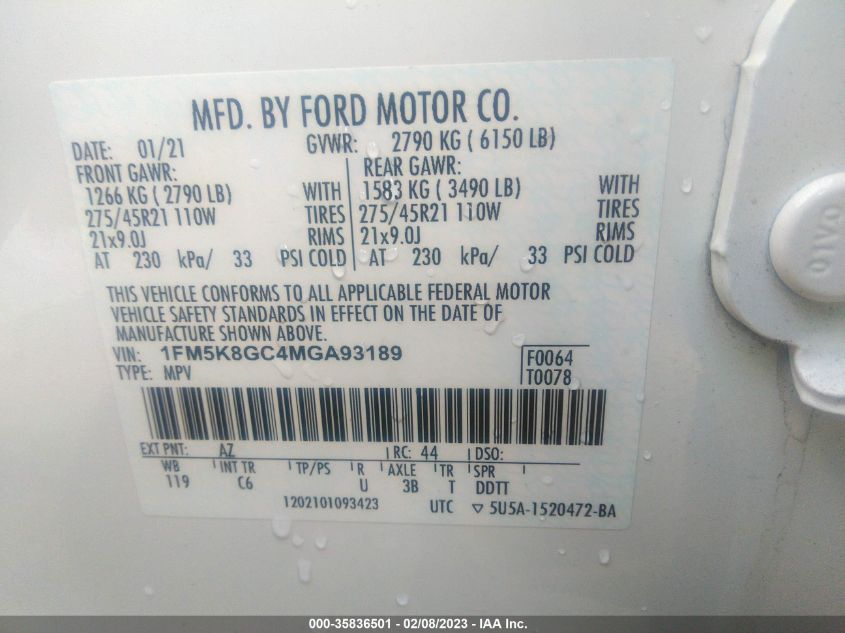 MFD. BY FORD MOTOR CO.
DATE: 01/21 GVWR: 2790 KG ( 6150 LB)
FRONT GAWR: REAR GAWR:
1266 KG (2790 LB) WITH 1583 KG ( 3490 LB) WITH
275/45R21 110W TIRES 275/45R21 110W TIRES
21x9.0J RIMS 21x9.0J RIMS
AT 230 kPa/ 33 PSI COLD AT 230 kPa/ 33 PSI COLD
THIS VEHICLE CONFORMS TO ALL APPLICABLE FEDERAL MOTOR
VEHICLE SAFETY STANDARDS IN EFFECT ON THE DATE OF
MANUFACTURE SHOWN ABOVE.
VIN: 1FM5K8GC4MGA93189 F0064
TYPE: MPV T0078
EXT PNT: AZ RC: 44 DSO:
WB INT TR TP/PS R AXLE TR SPR
119 C6 U 3B T DDTT
1202101093423 UTC ▽ 5U5A-1520472-BA
OVLO
000-35836501 - 02/08/2023 - IAA Inc.